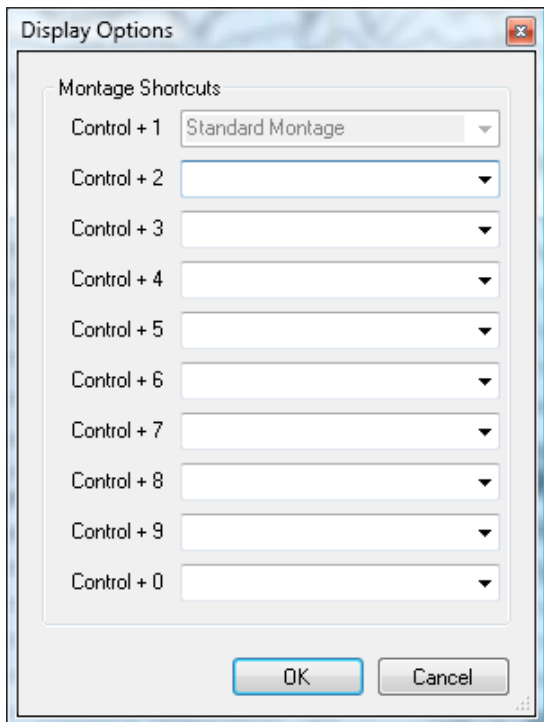 Display Options
Montage Shortcuts
Control + 1 Standard Montage
Control + 2
Control + 3
Control + 4
Control + 5
Control + 6
Control + 7
Control + 8
Control + 9
Control + 0
OK Cancel